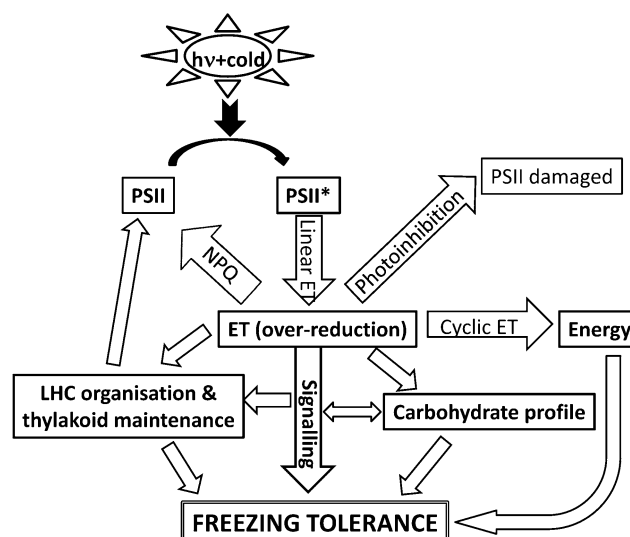 hν+cold
PSII
PSII*
PSII damaged
Linear ET
Photoinhibition
NPQ
ET (over-reduction)
Cyclic ET
Energy
LHC organisation &
thylakoid maintenance
Signalling
Carbohydrate profile
FREEZING TOLERANCE